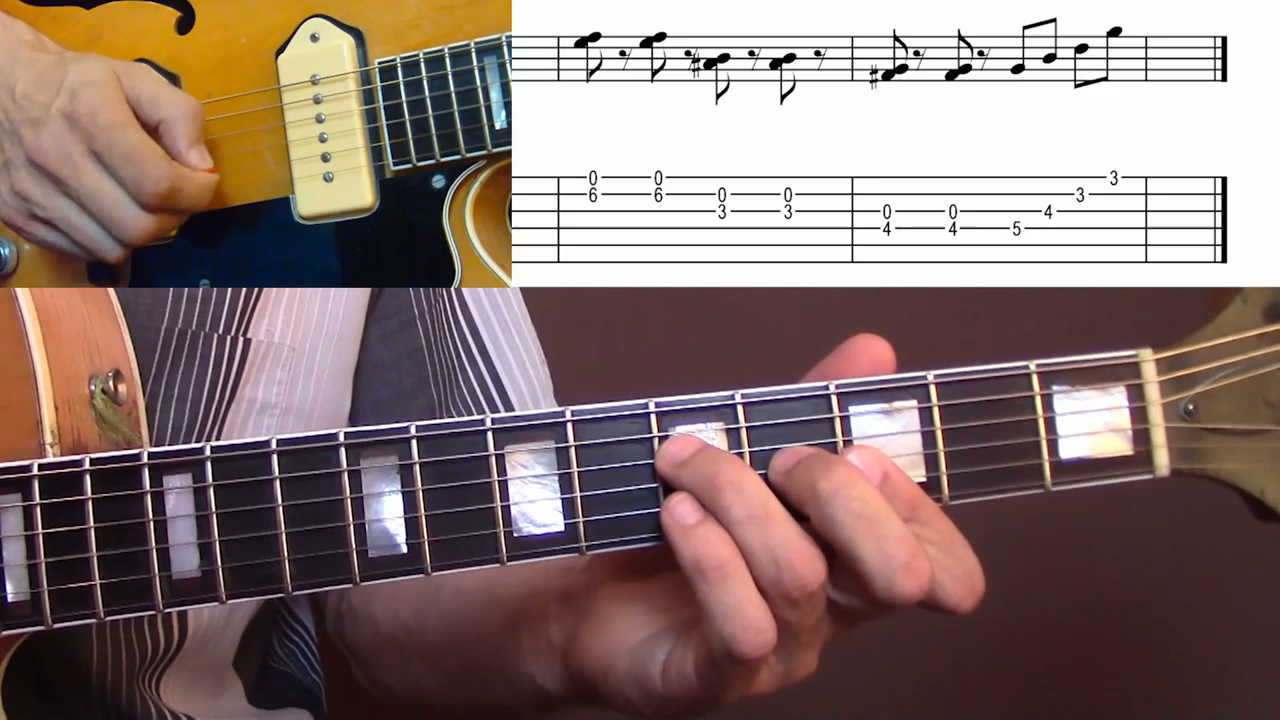 0 0 3
6 6 0 0 3
3 3 0 0 4
4 4 5